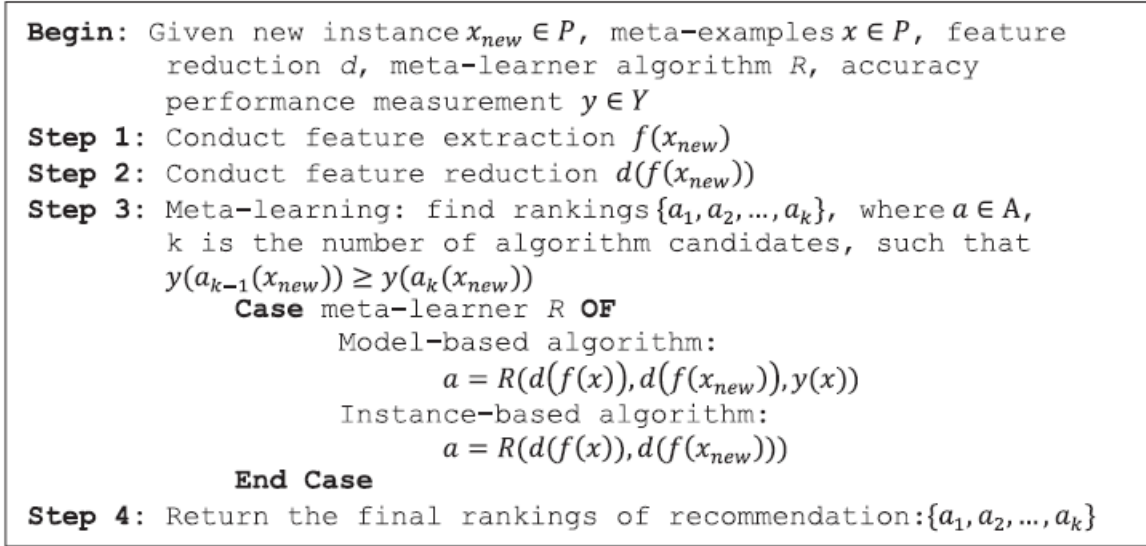 Begin: Given new instance x_new ∈ P, meta-examples x ∈ P, feature
reduction d, meta-learner algorithm R, accuracy
performance measurement y ∈ Y
Step 1: Conduct feature extraction f(x_new)
Step 2: Conduct feature reduction d(f(x_new))
Step 3: Meta-learning: find rankings {a_1, a_2, ..., a_k}, where a ∈ A,
k is the number of algorithm candidates, such that
y(a_{k-1}(x_new)) ≥ y(a_k(x_new))
Case meta-learner R OF
Model-based algorithm:
a = R(d(f(x)), d(f(x_new)), y(x))
Instance-based algorithm:
a = R(d(f(x)), d(f(x_new)))
End Case
Step 4: Return the final rankings of recommendation:{a_1, a_2, ..., a_k}